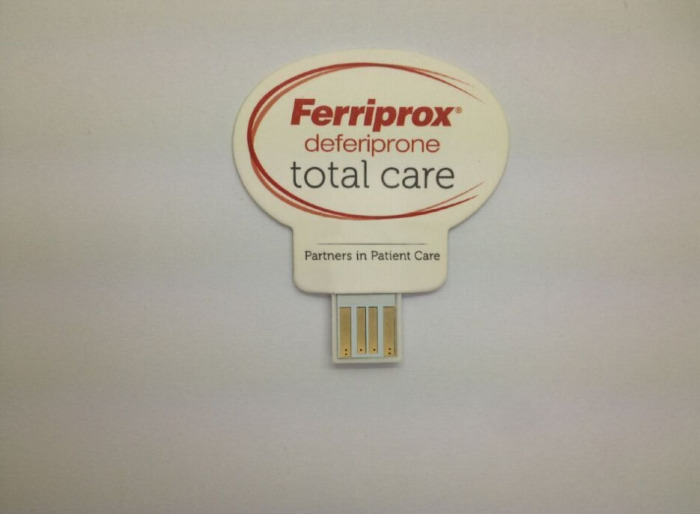 Ferriprox®
deferiprone
total care
Partners in Patient Care